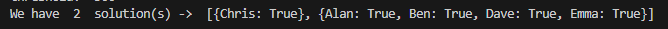 We have  2  solution(s) ->  [{Chris: True}, {Alan: True, Ben: True, Dave: True, Emma: True}]